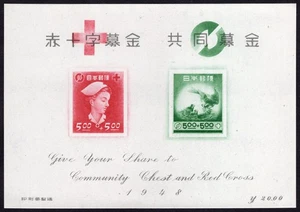 赤十字募金 共同募金
日本郵便 日本郵便
5.00+5.00 5.00+5.00
Give Your Share to
Community Chest and Red Cross
1948
¥ 20.00